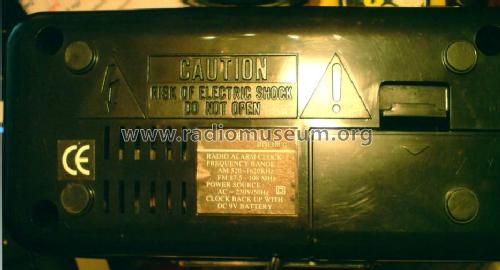 CAUTION
RISK OF ELECTRIC SHOCK
DO NOT OPEN
www.radiomuseum.org
CE
RADIO ALARM CLOCK
FREQUENCY RANGE
AM 520 -1620KHz
FM 87.5 - 108 MHz
POWER SOURCE :
AC ~ 230V/50Hz
CLOCK BACK UP WITH
DC 9V BATTERY